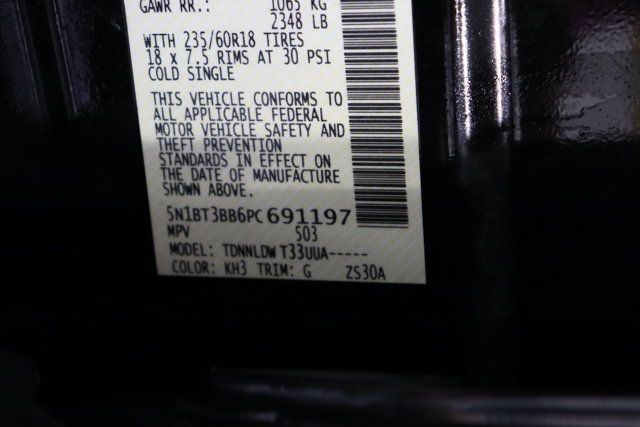 GAWR RR.: 1065 KG
2348 LB
WITH 235/60R18 TIRES
18 x 7.5 RIMS AT 30 PSI
COLD SINGLE
THIS VEHICLE CONFORMS TO
ALL APPLICABLE FEDERAL
MOTOR VEHICLE SAFETY AND
THEFT PREVENTION
STANDARDS IN EFFECT ON
THE DATE OF MANUFACTURE
SHOWN ABOVE.
5N1BT3BB6PC691197
MPV 503
MODEL: TDNNLDW T33UUA-----
COLOR: KH3 TRIM: G ZS30A